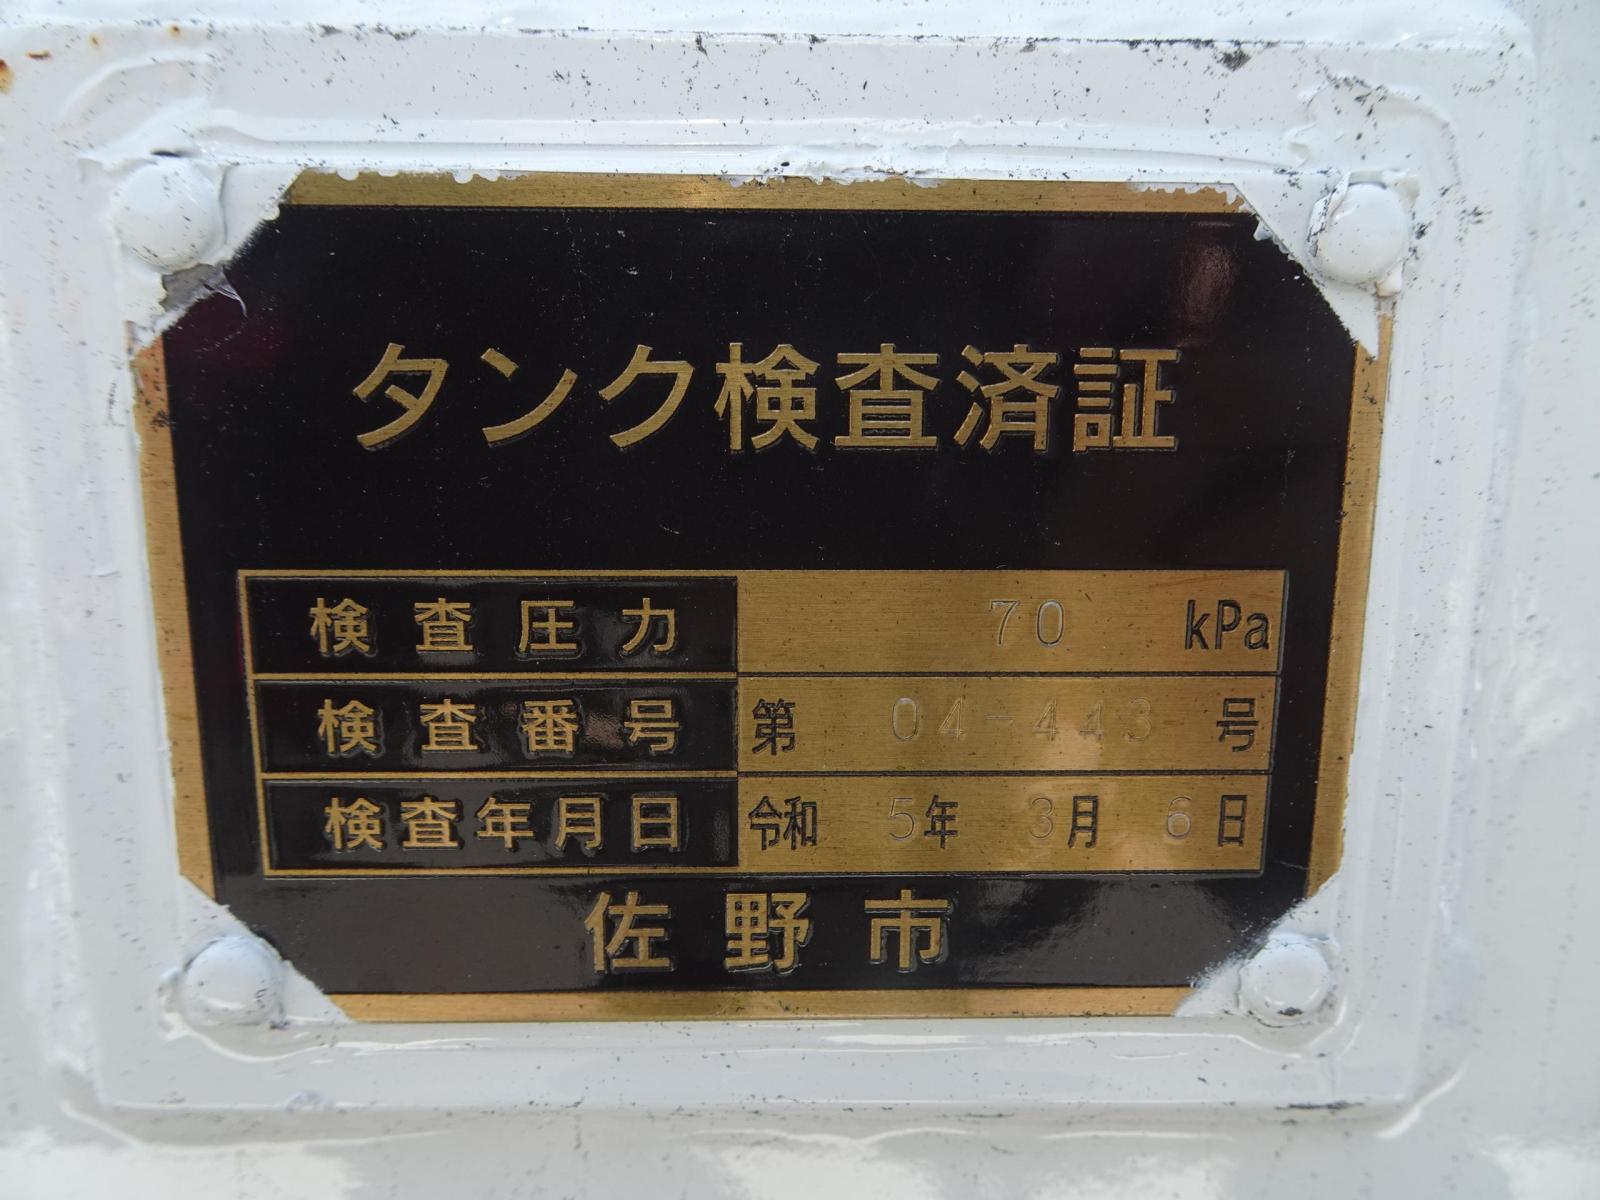 タンク検査済証
検査圧力 70 kPa
検査番号 第 04-443 号
検査年月日 令和 5年 3月 6日
佐野市